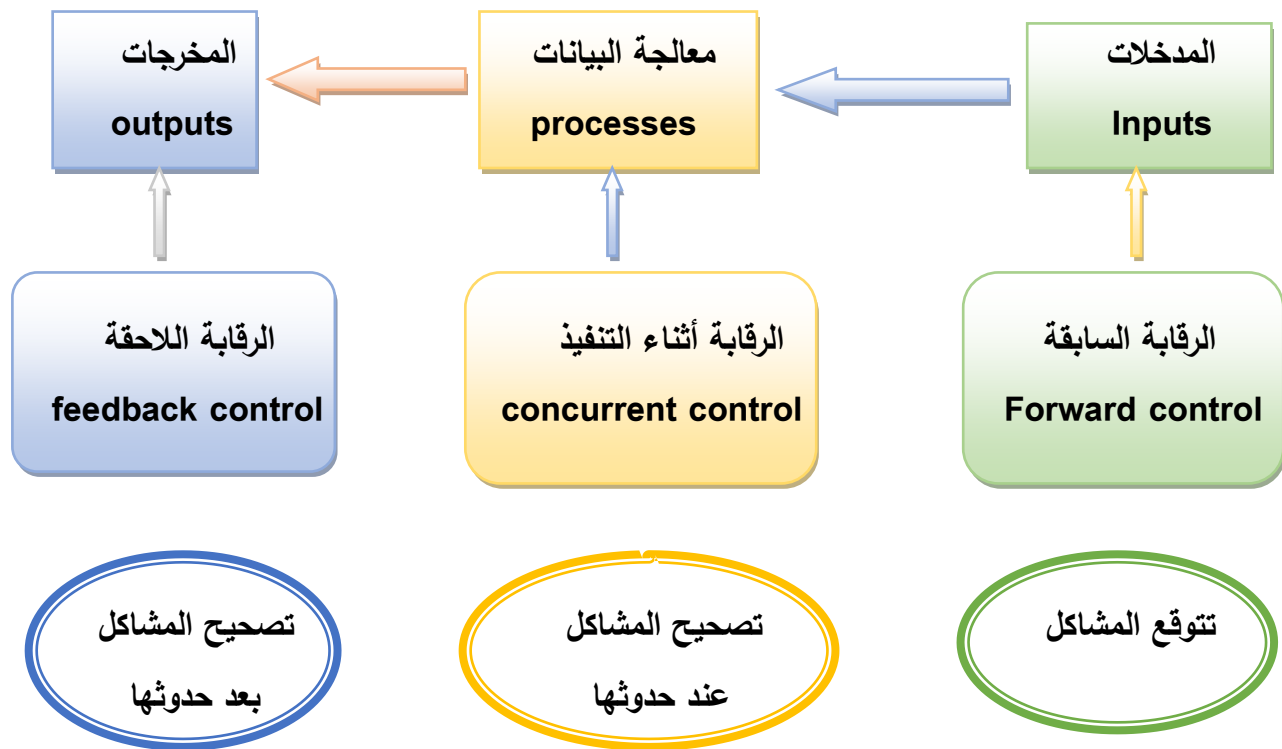 المدخلات
Inputs
معالجة البيانات
processes
المخرجات
outputs
الرقابة السابقة
Forward control
الرقابة أثناء التنفيذ
concurrent control
الرقابة اللاحقة
feedback control
تتوقع المشاكل
تصحيح المشاكل
عند حدوثها
تصحيح المشاكل
بعد حدوثها